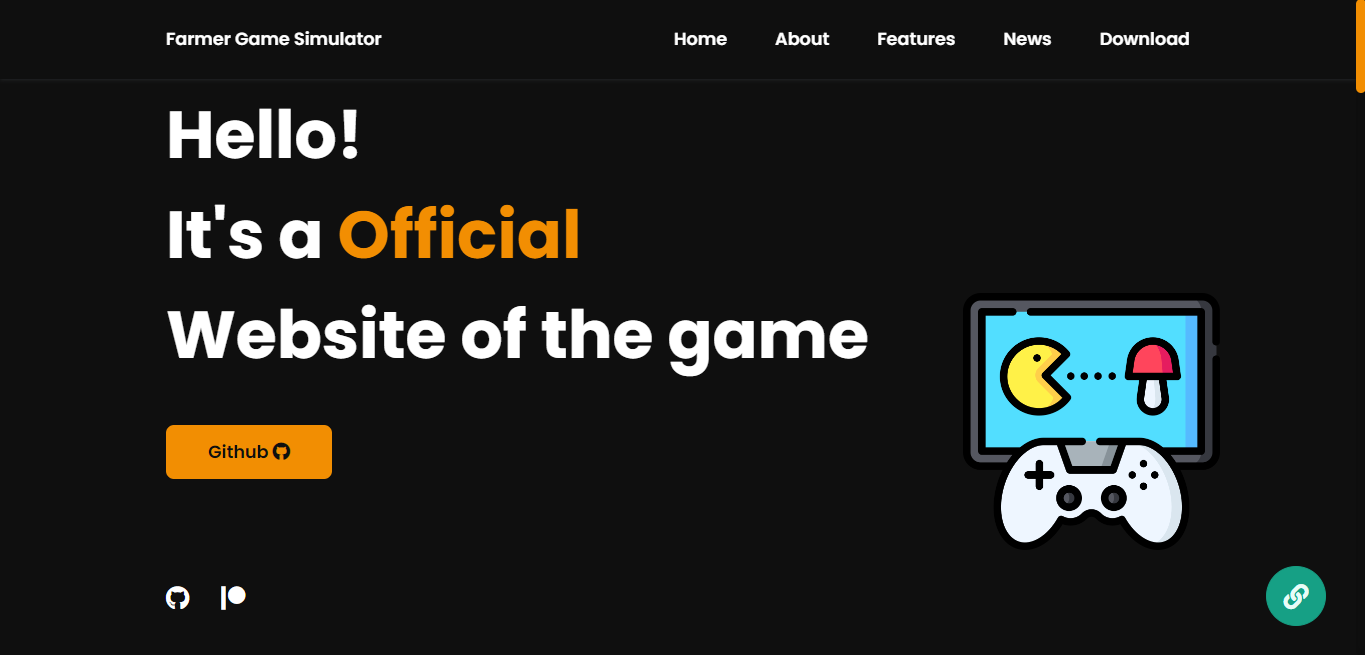 Farmer Game Simulator
Home About Features News Download
Hello!
It's a Official
Website of the game
Github